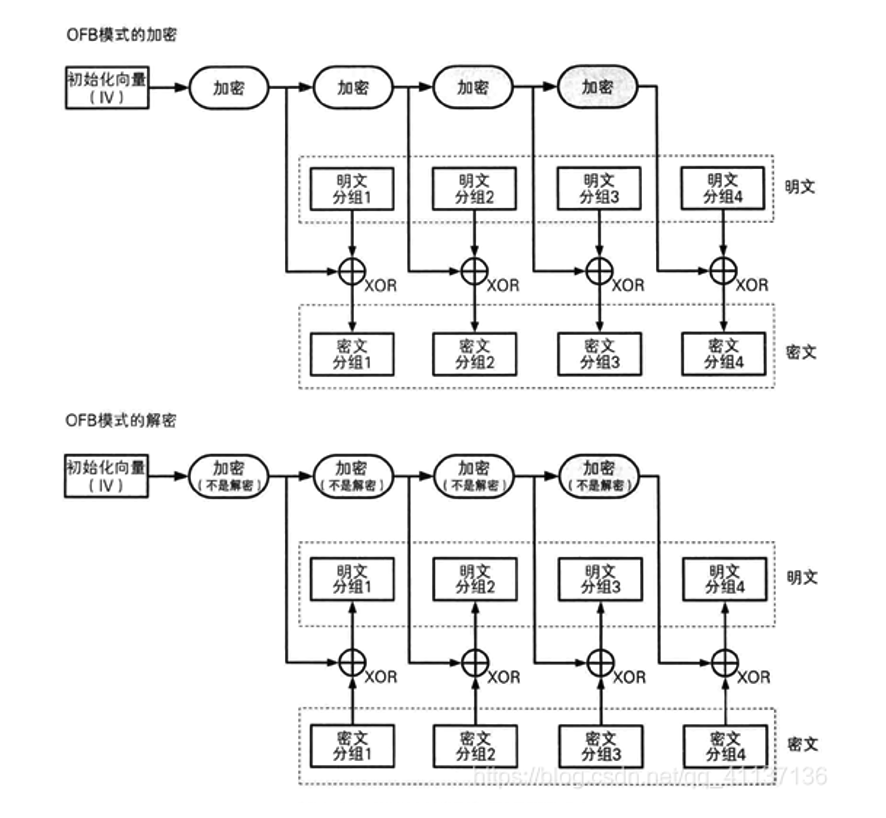 OFB模式的加密
初始化向量
(IV)
加密
加密
加密
加密
明文
分组1
明文
分组2
明文
分组3
明文
分组4
明文
XOR
XOR
XOR
XOR
密文
分组1
密文
分组2
密文
分组3
密文
分组4
密文
OFB模式的解密
初始化向量
(IV)
加密
(不是解密)
加密
(不是解密)
加密
(不是解密)
加密
(不是解密)
明文
分组1
明文
分组2
明文
分组3
明文
分组4
明文
XOR
XOR
XOR
XOR
密文
分组1
密文
分组2
密文
分组3
密文
分组4
密文
https://blog.csdn.net/qq_41137136